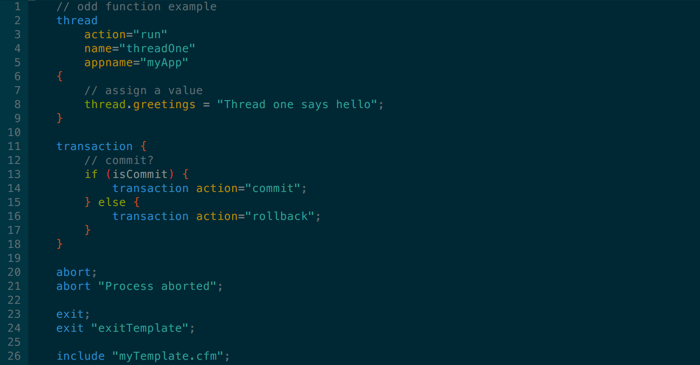 1 // odd function example
2 thread
3 action="run"
4 name="threadOne"
5 appname="myApp"
6 {
7 // assign a value
8 thread.greetings = "Thread one says hello";
9 }
10
11 transaction {
12 // commit?
13 if (isCommit) {
14 transaction action="commit";
15 } else {
16 transaction action="rollback";
17 }
18 }
19
20 abort;
21 abort "Process aborted";
22
23 exit;
24 exit "exitTemplate";
25
26 include "myTemplate.cfm";